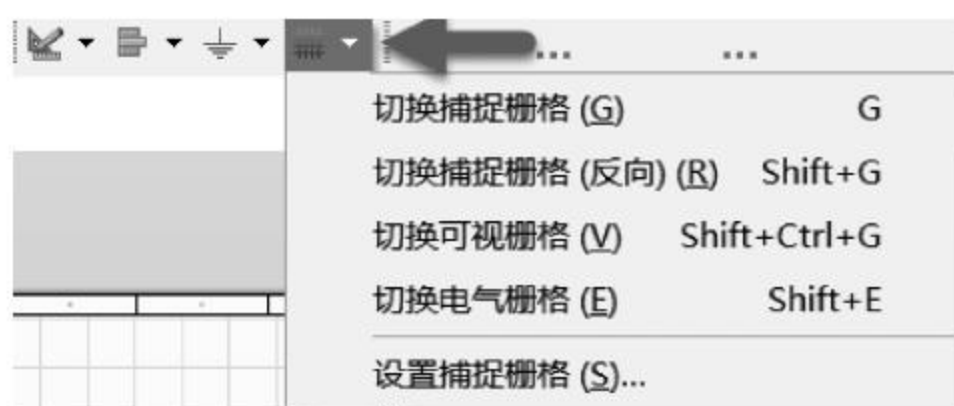 ... ...
切换捕捉栅格 (G) G
切换捕捉栅格 (反向) (R) Shift+G
切换可视栅格 (V) Shift+Ctrl+G
切换电气栅格 (E) Shift+E
设置捕捉栅格 (S)...